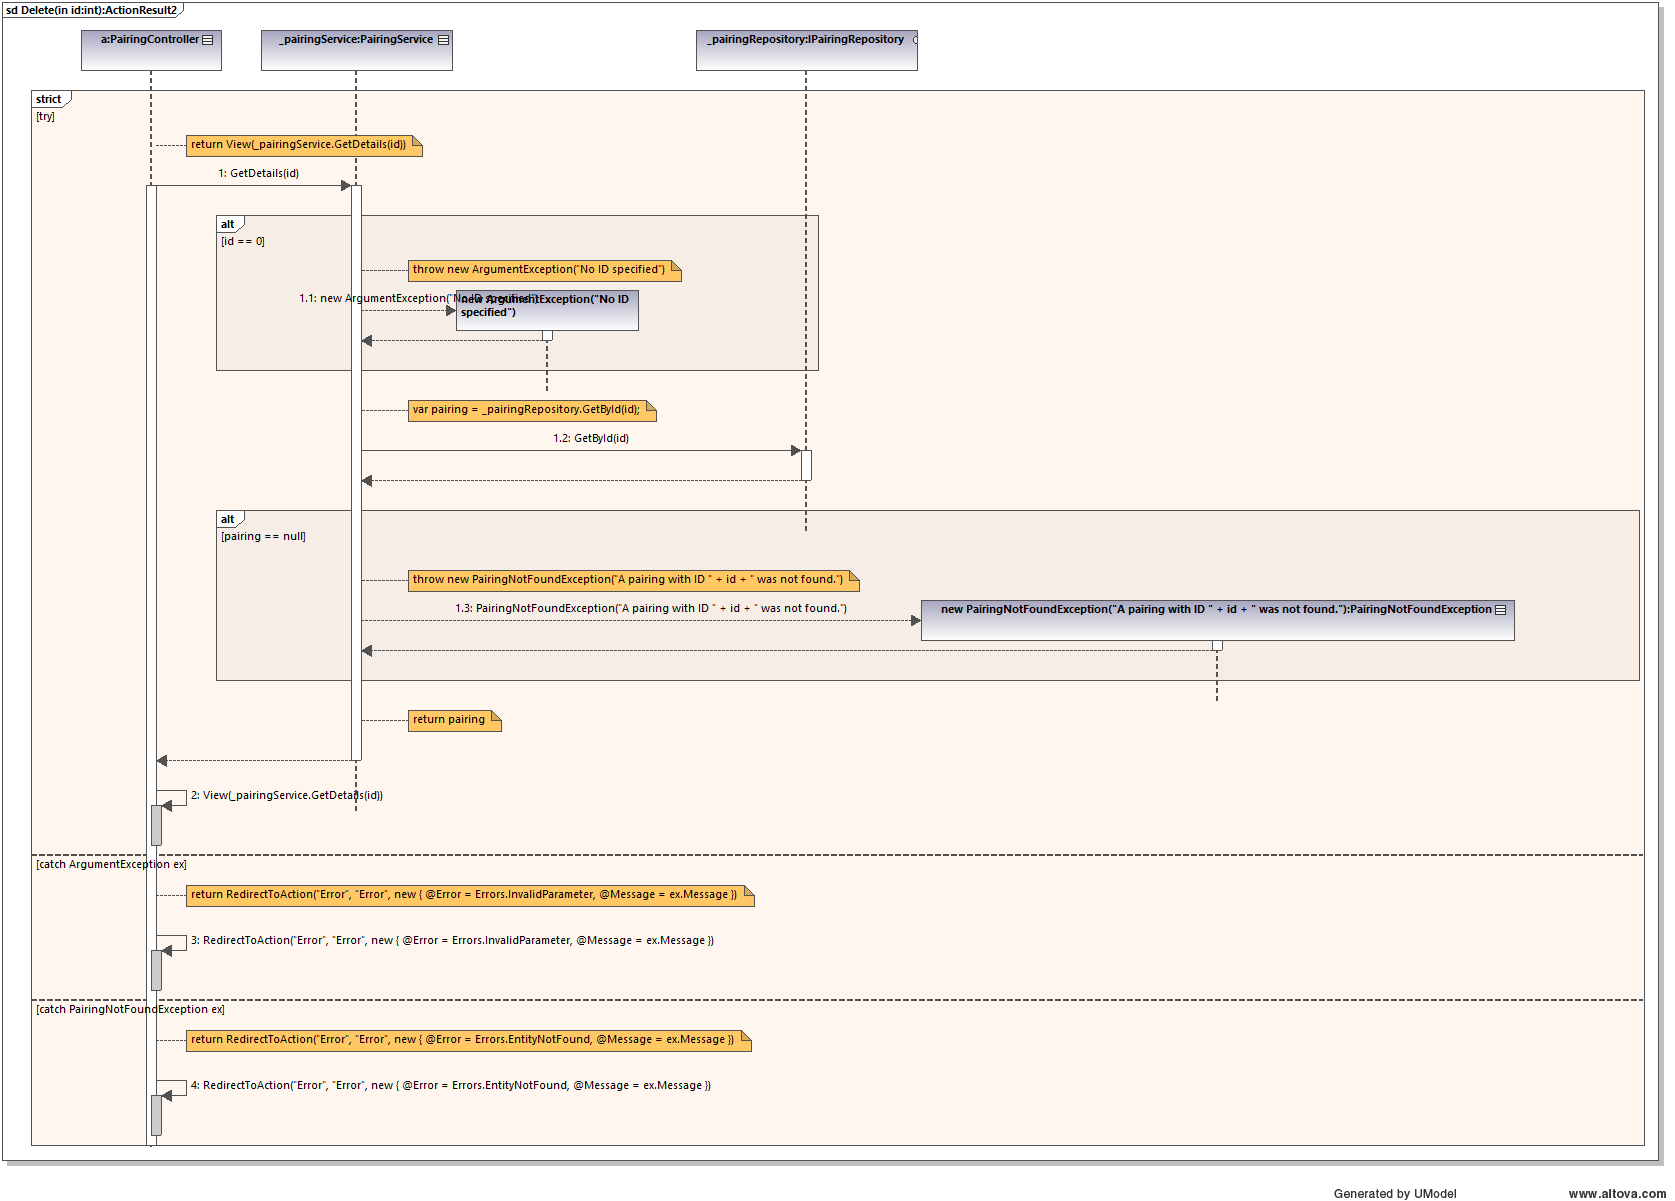 sd Delete(in id:int):ActionResult2
a:PairingController
_pairingService:PairingService
_pairingRepository:IPairingRepository
strict
[try]
return View(_pairingService.GetDetails(id))
1: GetDetails(id)
alt
[id == 0]
throw new ArgumentException("No ID specified")
1.1: new ArgumentException("No ID specified")
new ArgumentException("No ID
specified")
var pairing = _pairingRepository.GetById(id);
1.2: GetById(id)
alt
[pairing == null]
throw new PairingNotFoundException("A pairing with ID " + id + " was not found.")
1.3: PairingNotFoundException("A pairing with ID " + id + " was not found.")
new PairingNotFoundException("A pairing with ID " + id + " was not found."):PairingNotFoundException
return pairing
2: View(_pairingService.GetDetails(id))
[catch ArgumentException ex]
return RedirectToAction("Error", "Error", new { @Error = Errors.InvalidParameter, @Message = ex.Message })
3: RedirectToAction("Error", "Error", new { @Error = Errors.InvalidParameter, @Message = ex.Message })
[catch PairingNotFoundException ex]
return RedirectToAction("Error", "Error", new { @Error = Errors.EntityNotFound, @Message = ex.Message })
4: RedirectToAction("Error", "Error", new { @Error = Errors.EntityNotFound, @Message = ex.Message })
Generated by UModel
www.altova.com